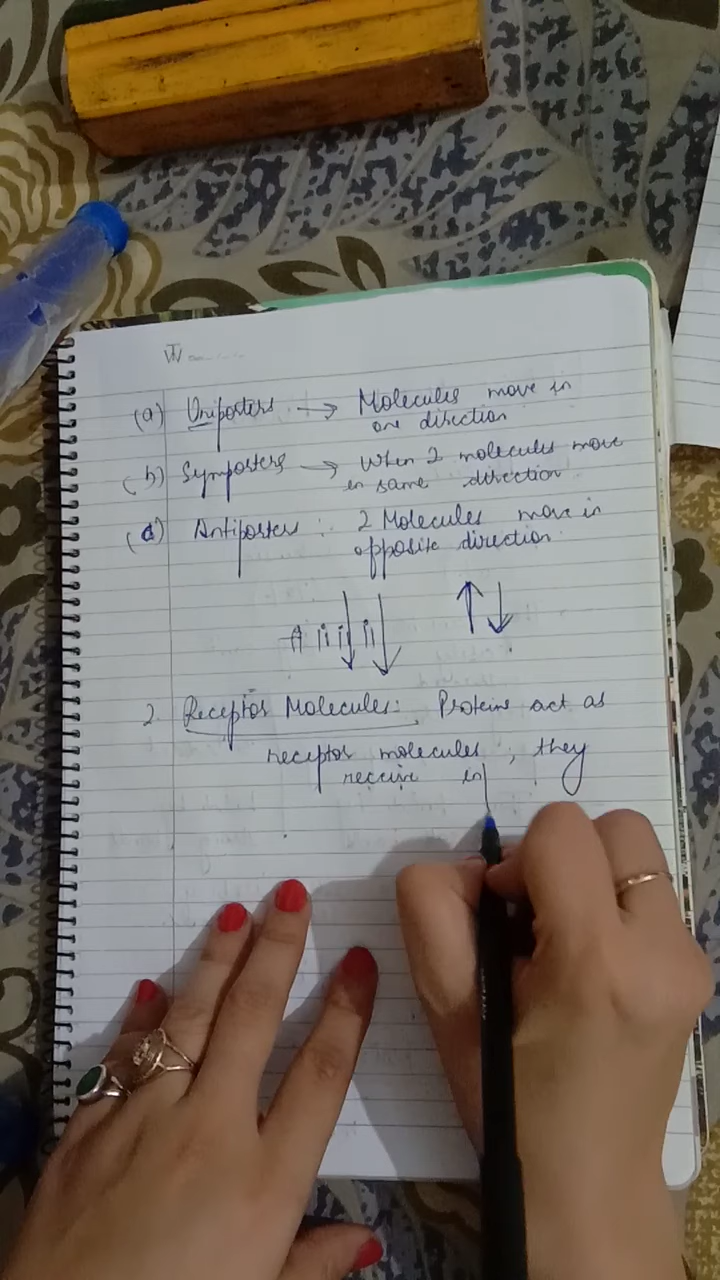 (a) Uniporters → Molecules move in
one direction
(b) Symporters → When 2 molecules move
in same direction
(c) Antiporters : 2 Molecules move in
opposite direction
2. Receptor Molecules: Proteins act as
receptor molecules, they
receive inf